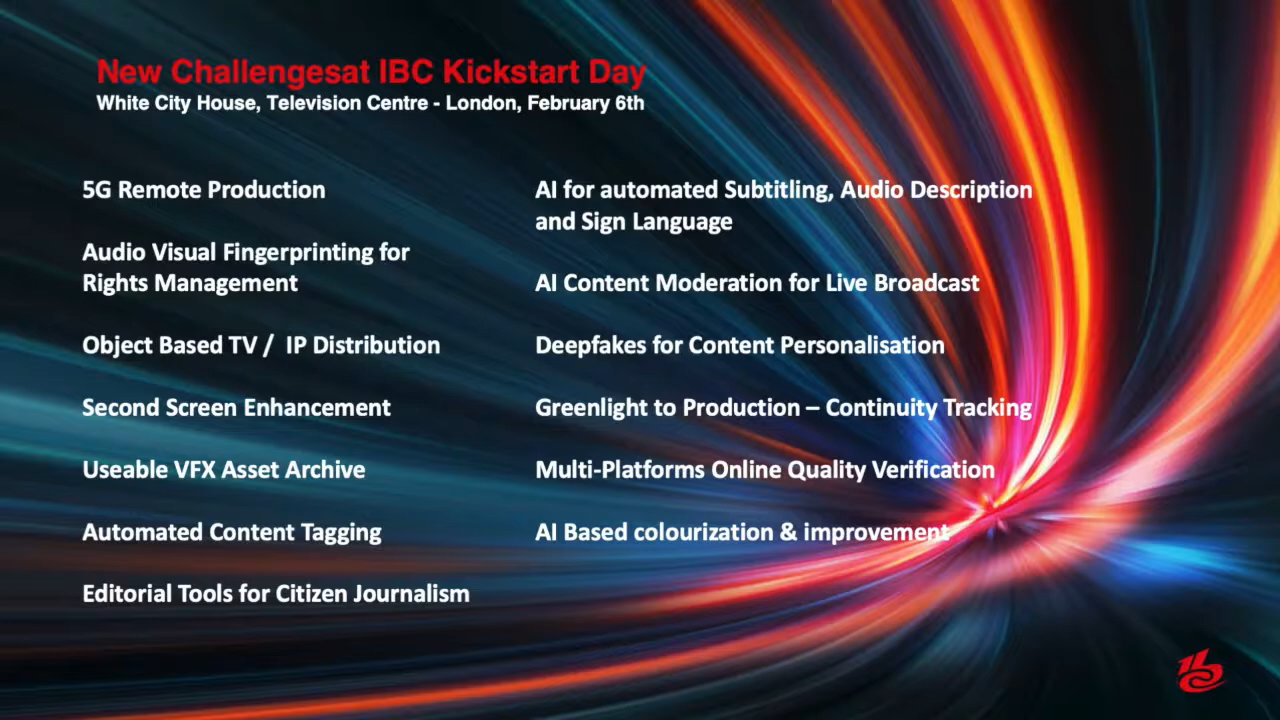 New Challengesat IBC Kickstart Day
White City House, Television Centre - London, February 6th
5G Remote Production
Audio Visual Fingerprinting for
Rights Management
Object Based TV /  IP Distribution
Second Screen Enhancement
Useable VFX Asset Archive
Automated Content Tagging
Editorial Tools for Citizen Journalism
AI for automated Subtitling, Audio Description
and Sign Language
AI Content Moderation for Live Broadcast
Deepfakes for Content Personalisation
Greenlight to Production – Continuity Tracking
Multi-Platforms Online Quality Verification
AI Based colourization & improvement